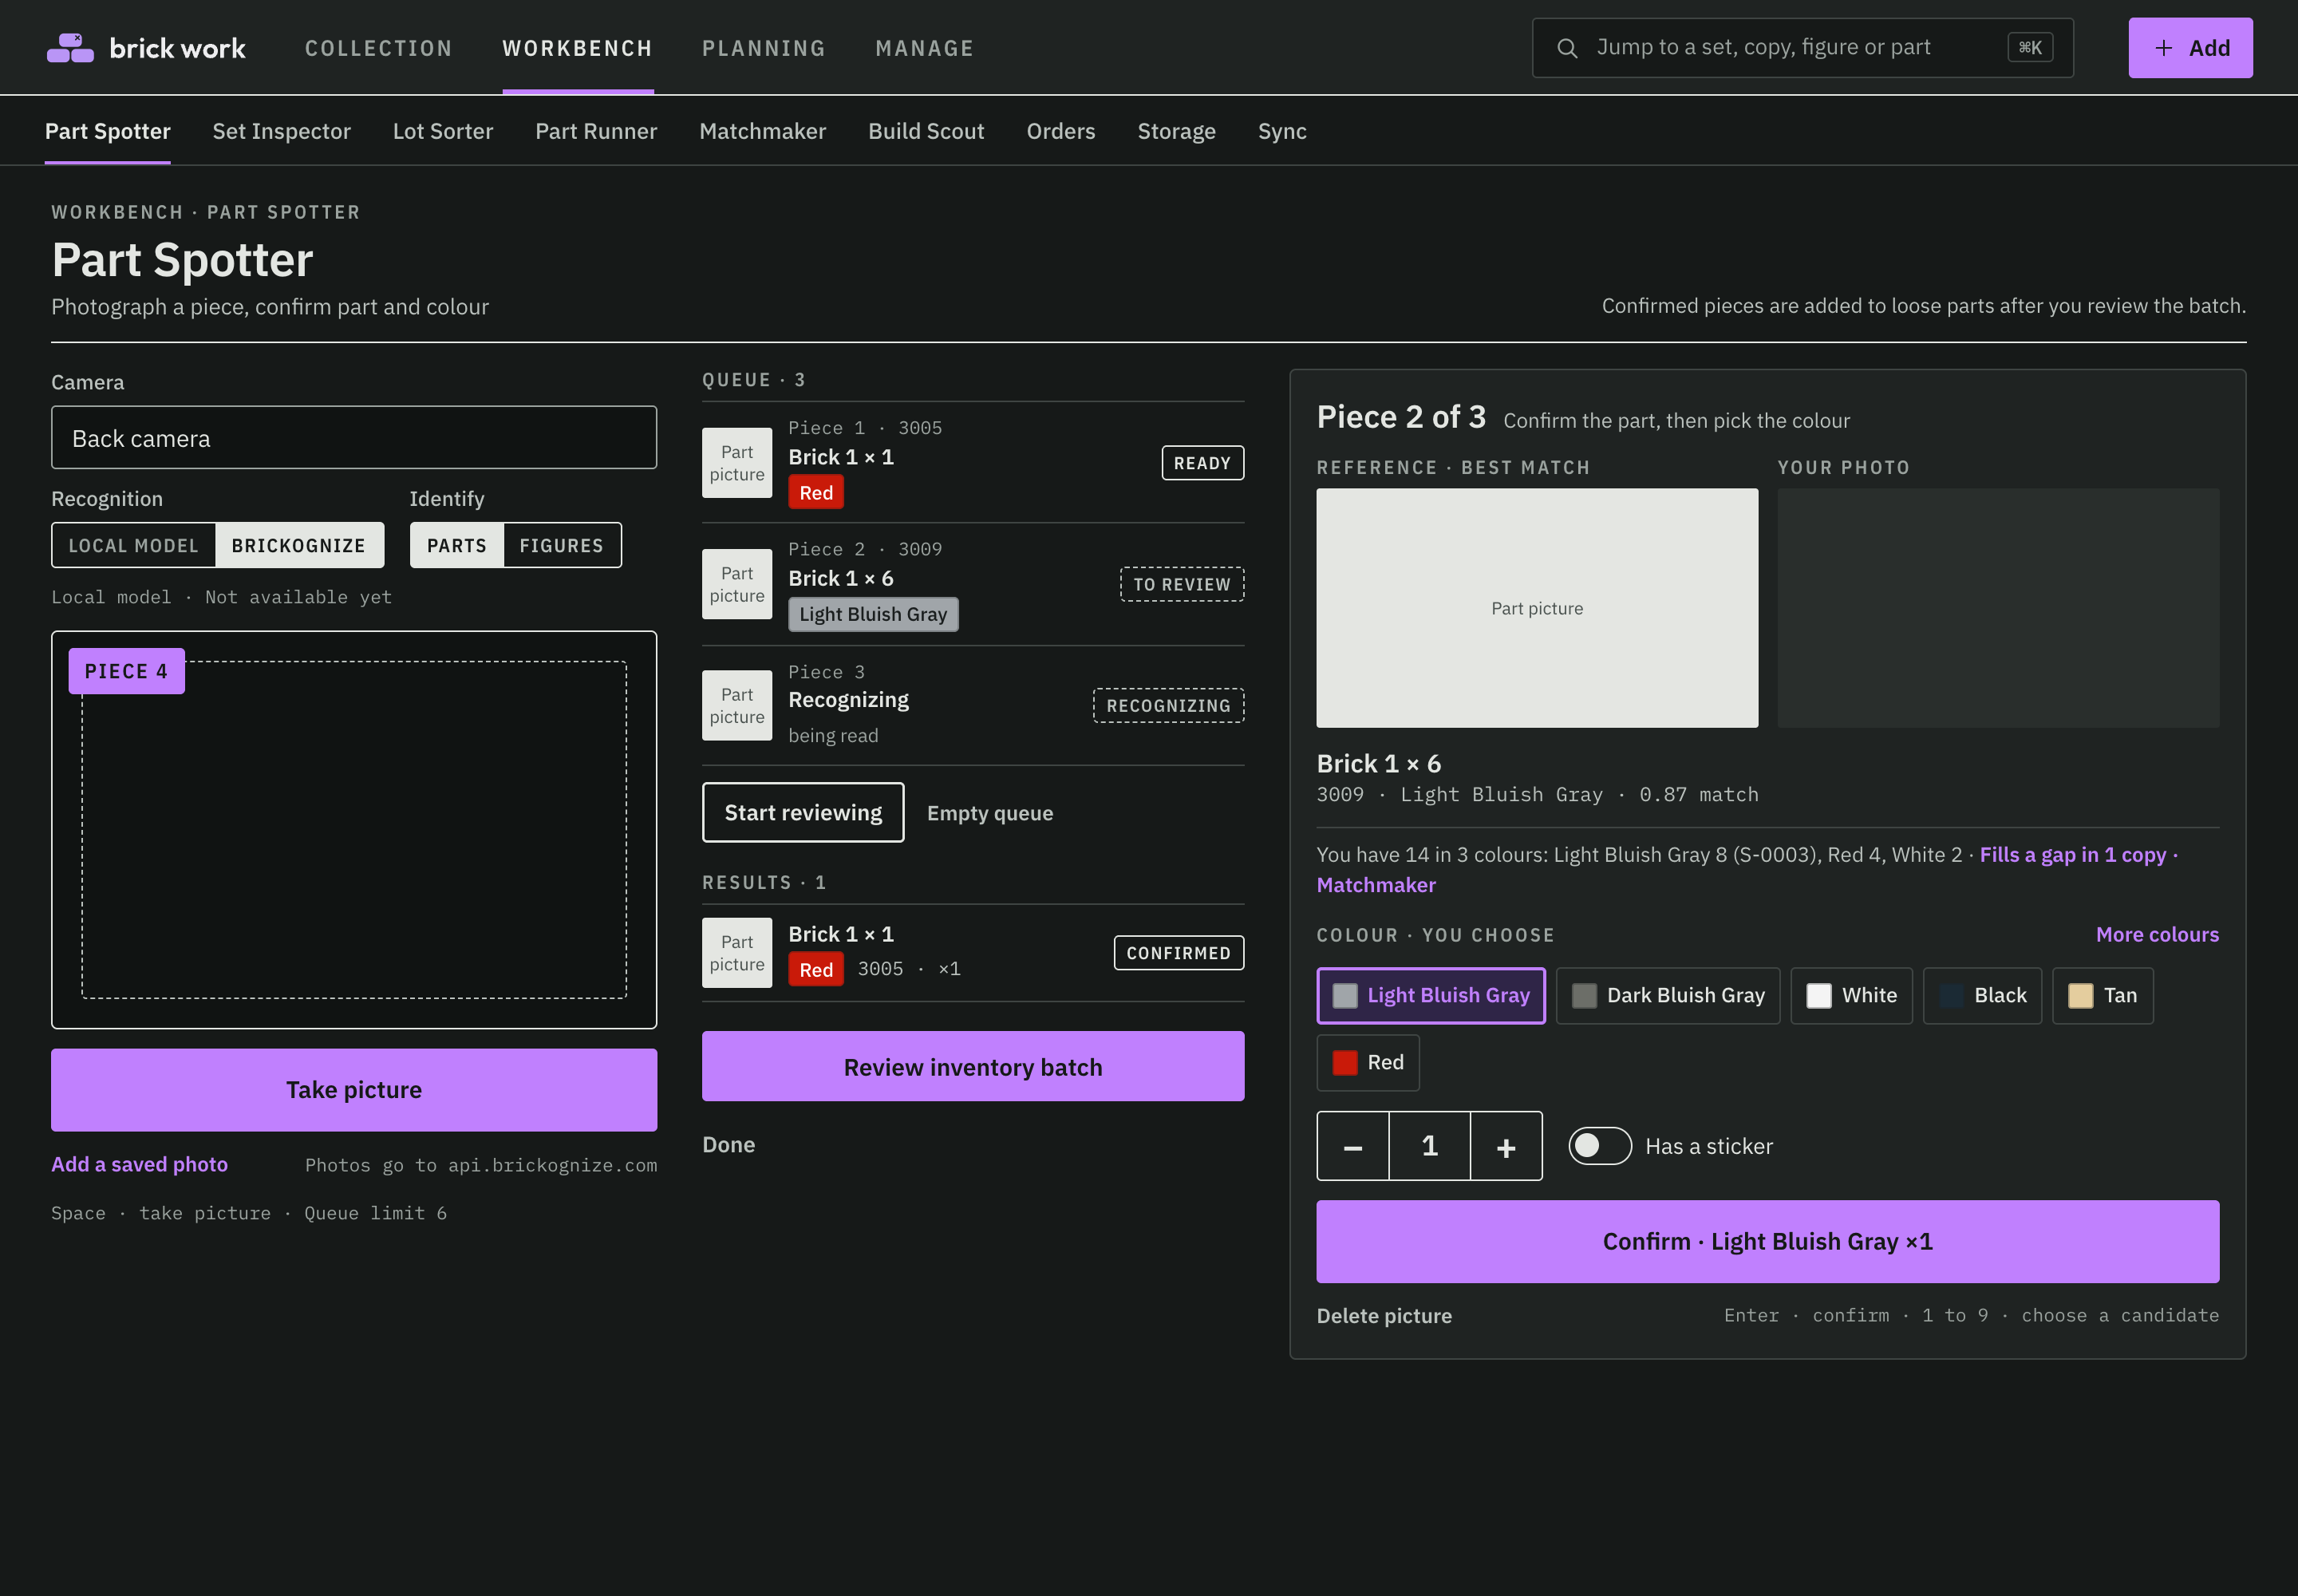 brick work
COLLECTION
WORKBENCH
PLANNING
MANAGE
Jump to a set, copy, figure or part
⌘K
+ Add
Part Spotter
Set Inspector
Lot Sorter
Part Runner
Matchmaker
Build Scout
Orders
Storage
Sync
WORKBENCH · PART SPOTTER
Part Spotter
Photograph a piece, confirm part and colour
Confirmed pieces are added to loose parts after you review the batch.
Camera
Back camera
Recognition
Identify
LOCAL MODEL
BRICKOGNIZE
PARTS
FIGURES
Local model · Not available yet
PIECE 4
Take picture
Add a saved photo
Photos go to api.brickognize.com
Space · take picture · Queue limit 6
QUEUE · 3
Part
picture
Piece 1 · 3005
Brick 1 × 1
Red
READY
Part
picture
Piece 2 · 3009
Brick 1 × 6
Light Bluish Gray
TO REVIEW
Part
picture
Piece 3
Recognizing
being read
RECOGNIZING
Start reviewing
Empty queue
RESULTS · 1
Part
picture
Brick 1 × 1
Red
3005 · ×1
CONFIRMED
Review inventory batch
Done
Piece 2 of 3
Confirm the part, then pick the colour
REFERENCE · BEST MATCH
YOUR PHOTO
Part picture
Brick 1 × 6
3009 · Light Bluish Gray · 0.87 match
You have 14 in 3 colours: Light Bluish Gray 8 (S-0003), Red 4, White 2 · Fills a gap in 1 copy ·
Matchmaker
COLOUR · YOU CHOOSE
More colours
Light Bluish Gray
Dark Bluish Gray
White
Black
Tan
Red
− 1 +
Has a sticker
Confirm · Light Bluish Gray ×1
Delete picture
Enter · confirm · 1 to 9 · choose a candidate